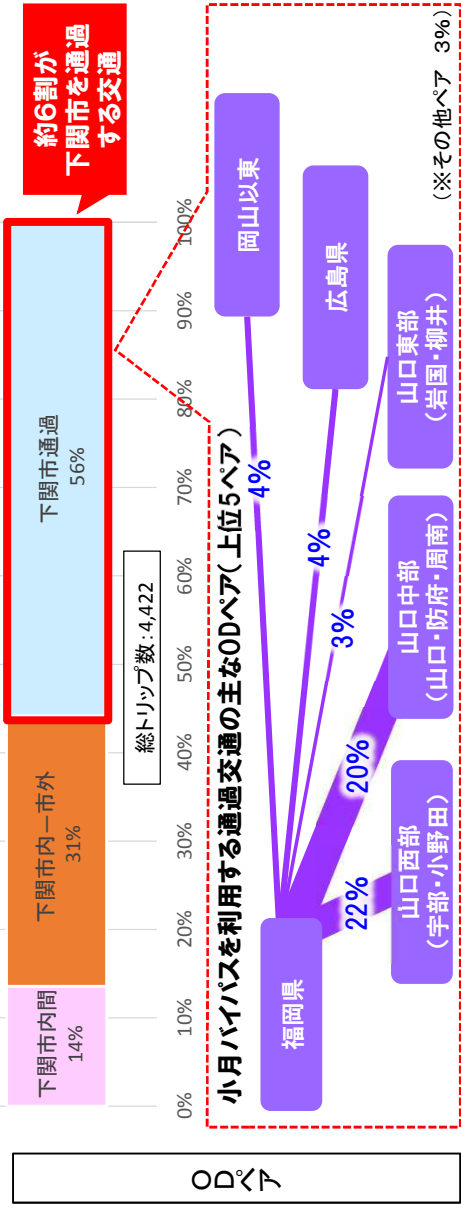 ODペア
下関市内間
14%
下関市内ー市外
31%
下関市通過
56%
約6割が
下関市を通過
する交通
総トリップ数:4,422
0%
10%
20%
30%
40%
50%
60%
70%
80%
90%
100%
小月バイパスを利用する通過交通の主なODペア(上位5ペア)
福岡県
4%
岡山以東
4%
広島県
3%
山口東部
(岩国・柳井)
20%
山口中部
(山口・防府・周南)
22%
山口西部
(宇部・小野田)
(※その他ペア 3%)